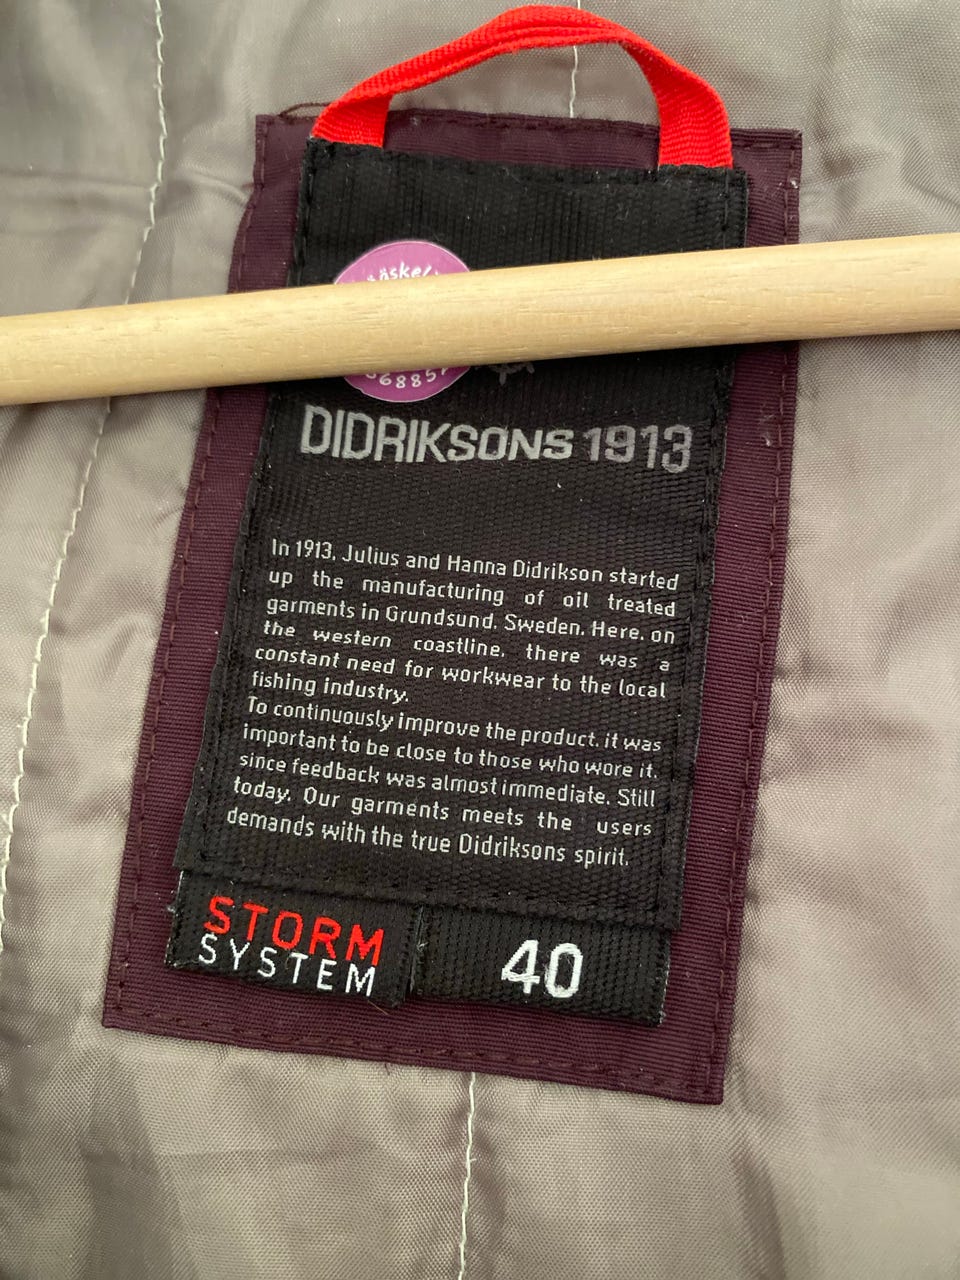 DIDRIKSONS 1913
In 1913, Julius and Hanna Didrikson started
up the manufacturing of oil treated
garments in Grundsund, Sweden. Here, on
the western coastline, there was a
constant need for workwear to the local
fishing industry.
To continuously improve the product, it was
important to be close to those who wore it,
since feedback was almost immediate. Still
today, Our garments meets the users
demands with the true Didriksons spirit.
STORM
SYSTEM
40